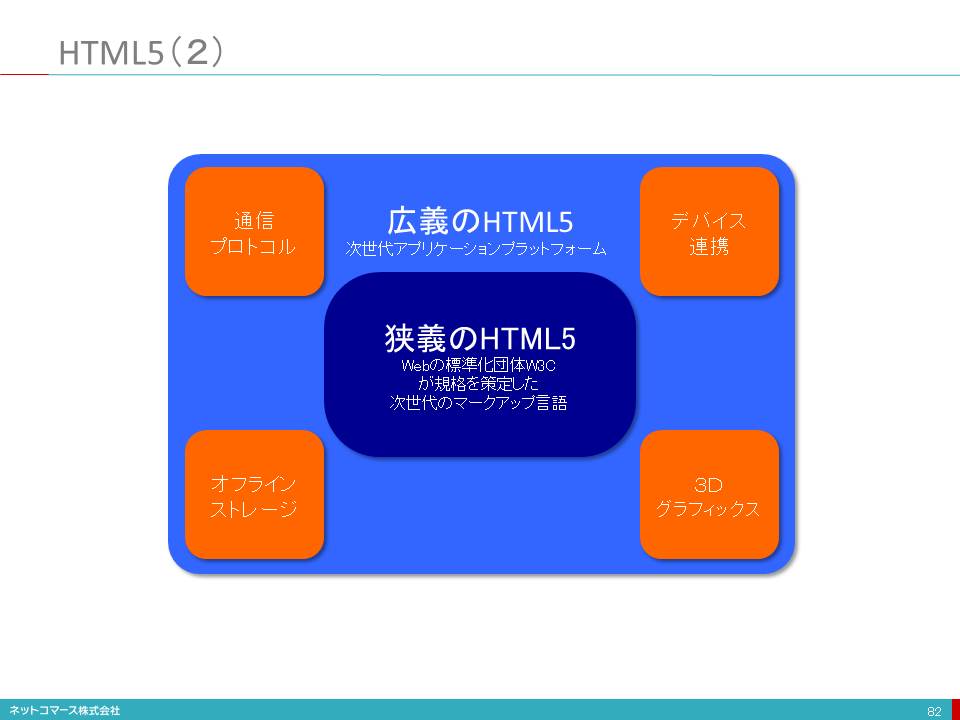 HTML5（２）
通信
プロトコル
広義のHTML5
次世代アプリケーションプラットフォーム
デバイス
連携
狭義のHTML5
Webの標準化団体W3C
が規格を策定した
次世代のマークアップ言語
オフライン
ストレージ
３D
グラフィックス
ネットコマース株式会社
82